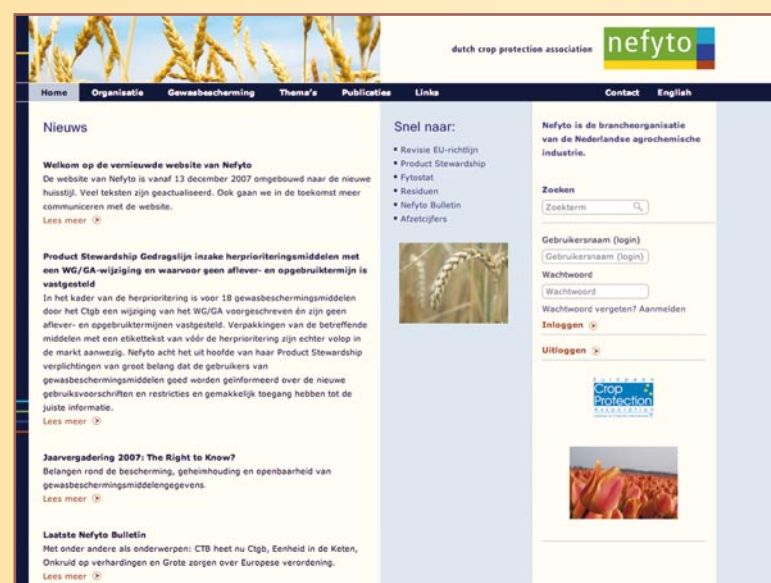 dutch crop protection association
nefyto
Home Organisatie Gewasbescherming Thema's Publicaties Links Contact English
Nieuws
Welkom op de vernieuwde website van Nefyto
De website van Nefyto is vanaf 13 december 2007 omgebouwd naar de nieuwe
huisstijl. Veel teksten zijn geactualiseerd. Ook gaan we in de toekomst meer
communiceren met de website.
Lees meer
Product Stewardship Gedragslijn inzake herprioriteringsmiddelen met
een WG/GA-wijziging en waarvoor geen aflever- en opgebruiktermijn is
vastgesteld
In het kader van de herprioritering is voor 18 gewasbeschermingsmiddelen
door het Ctgb een wijziging van het WG/GA voorgeschreven én zijn geen
aflever- en opgebruiktermijnen vastgesteld. Verpakkingen van de betreffende
middelen met een etikettekst van vóór de herprioritering zijn echter volop in
de markt aanwezig. Nefyto acht het uit hoofde van haar Product Stewardship
verplichtingen van groot belang dat de gebruikers van
gewasbeschermingsmiddelen goed worden geïnformeerd over de nieuwe
gebruiksvoorschriften en restricties en gemakkelijk toegang hebben tot de
juiste informatie.
Lees meer
Jaarvergadering 2007: The Right to Know?
Belangen rond de bescherming, geheimhouding en openbaarheid van
gewasbeschermingsmiddelengegevens.
Lees meer
Laatste Nefyto Bulletin
Met onder andere als onderwerpen: CTB heet nu Ctgb, Eenheid in de Keten,
Onkruid op verhardingen en Grote zorgen over Europese verordening.
Lees meer
Snel naar:
Revisie EU-richtlijn
Product Stewardship
Fytostat
Residuen
Nefyto Bulletin
Afzetcijfers
Nefyto is de brancheorganisatie
van de Nederlandse agrochemische
industrie.
Zoeken
Zoekterm
Gebruikersnaam (login)
Gebruikersnaam (login)
Wachtwoord
Wachtwoord
Wachtwoord vergeten? Aanmelden
Inloggen
Uitloggen
European
Crop
Protection
Association